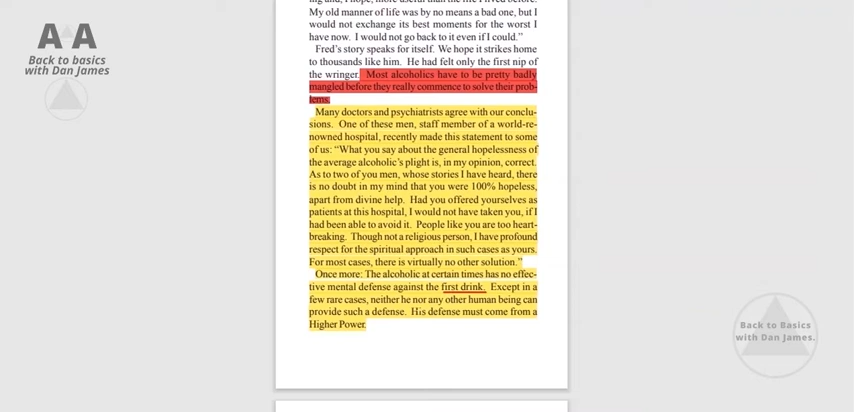 AA
Back to basics
with Dan James
My old manner of life was by no means a bad one, but I
would not exchange its best moments for the worst I
have now.  I would not go back to it even if I could.”
Fred’s story speaks for itself.  We hope it strikes home
to thousands like him.  He had felt only the first nip of
the wringer.  Most alcoholics have to be pretty badly
mangled before they really commence to solve their prob-
lems.
Many doctors and psychiatrists agree with our conclu-
sions.  One of these men, staff member of a world-re-
nowned hospital, recently made this statement to some
of us: “What you say about the general hopelessness of
the average alcoholic’s plight is, in my opinion, correct.
As to two of you men, whose stories I have heard, there
is no doubt in my mind that you were 100% hopeless,
apart from divine help.  Had you offered yourselves as
patients at this hospital, I would not have taken you, if I
had been able to avoid it.  People like you are too heart-
breaking.  Though not a religious person, I have profound
respect for the spiritual approach in such cases as yours.
For most cases, there is virtually no other solution.”
Once more: The alcoholic at certain times has no effec-
tive mental defense against the first drink.  Except in a
few rare cases, neither he nor any other human being can
provide such a defense.  His defense must come from a
Higher Power.
Back to Basics
with Dan James.